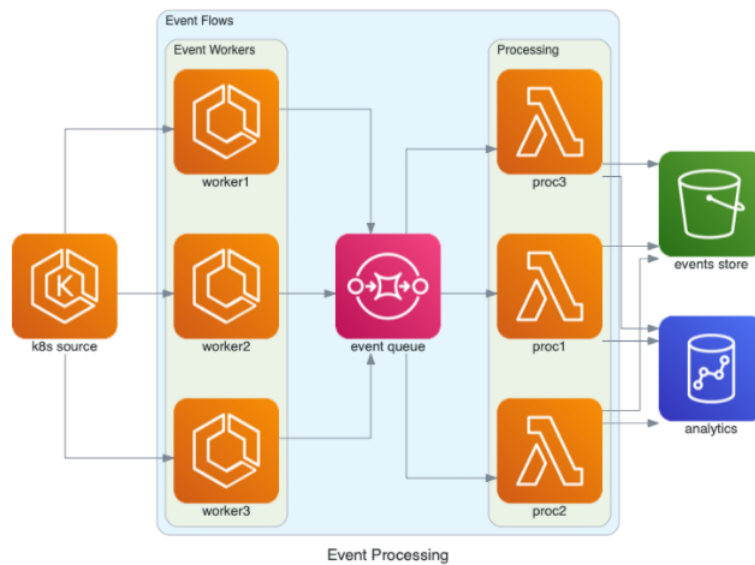 Event Flows
Event Workers
Processing
worker1
proc3
events store
k8s source
worker2
event queue
proc1
analytics
worker3
proc2
Event Processing
K